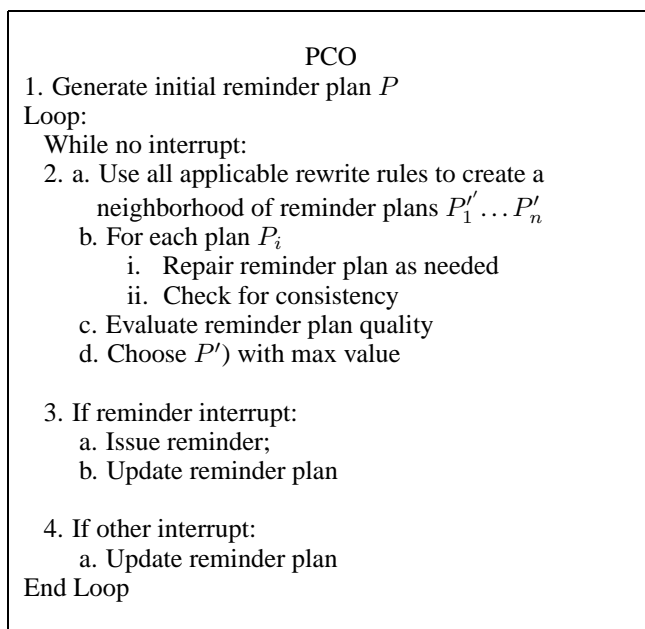 PCO
1. Generate initial reminder plan P
Loop:
While no interrupt:
2. a. Use all applicable rewrite rules to create a
neighborhood of reminder plans P₁′′ … Pₙ′
b. For each plan Pᵢ
i. Repair reminder plan as needed
ii. Check for consistency
c. Evaluate reminder plan quality
d. Choose P′) with max value
3. If reminder interrupt:
a. Issue reminder;
b. Update reminder plan
4. If other interrupt:
a. Update reminder plan
End Loop